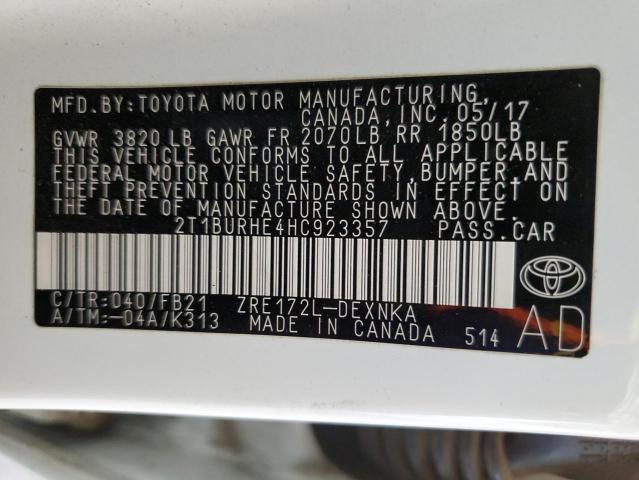 MFD. BY: TOYOTA MOTOR MANUFACTURING,
CANADA, INC. 05/17
GVWR 3820 LB GAWR FR 2070LB, RR 1850LB
THIS VEHICLE CONFORMS TO ALL APPLICABLE
FEDERAL MOTOR VEHICLE SAFETY, BUMPER, AND
THEFT PREVENTION STANDARDS IN EFFECT ON
THE DATE OF MANUFACTURE SHOWN ABOVE.
2T1BURHE4HC923357 PASS. CAR
C/TR: 040/FB21 ZRE172L-DEXNKA
A/TM: -04A/K313 MADE IN CANADA 514
AD